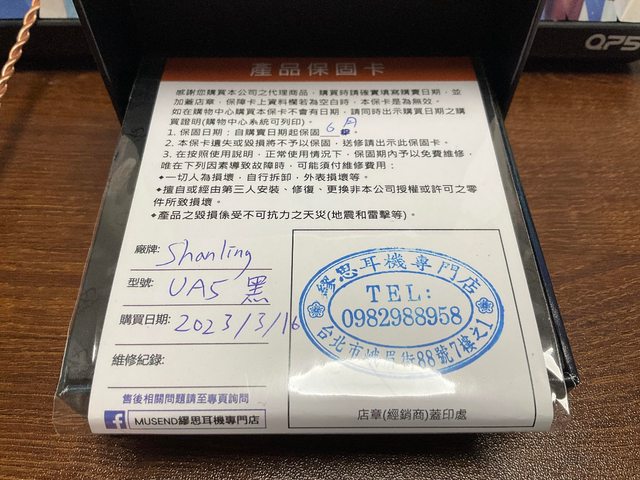 QP5
產品保固卡
感謝您購買本公司之代理商品，購買時請確實填寫購買日期，並
加蓋店章，保障卡上資料欄若為空白時，本保卡是為無效。
如在購物中心購買本保卡不會有日期，請同時出示購買日期之購
買證明(購物中心系統可列印)。
1. 保固日期：自購買日期起保固 6月
2. 本保卡遺失或毀損將不予以保固，送修請出示此保固卡。
3. 在按照使用說明，正常使用情況下，保固期內予以免費維修，
唯在下列因素導致故障時，可能須付維修費用：
◆一切人為損壞，自行拆卸，外表損壞等。
◆擅自或經由第三人安裝、修復、更換非本公司授權或許可之零
件所致損壞。
◆產品之毀損係受不可抗力之天災(地震和雷擊等)。
廠牌: Shanling
型號: UA5 黑
購買日期: 2023/3/16
維修紀錄:
售後相關問題請至專頁詢問
f MUSEND繆思耳機專門店
繆思耳機專門店
TEL:
0982988958
台北市峨眉街88號7樓之1
店章(經銷商)蓋印處